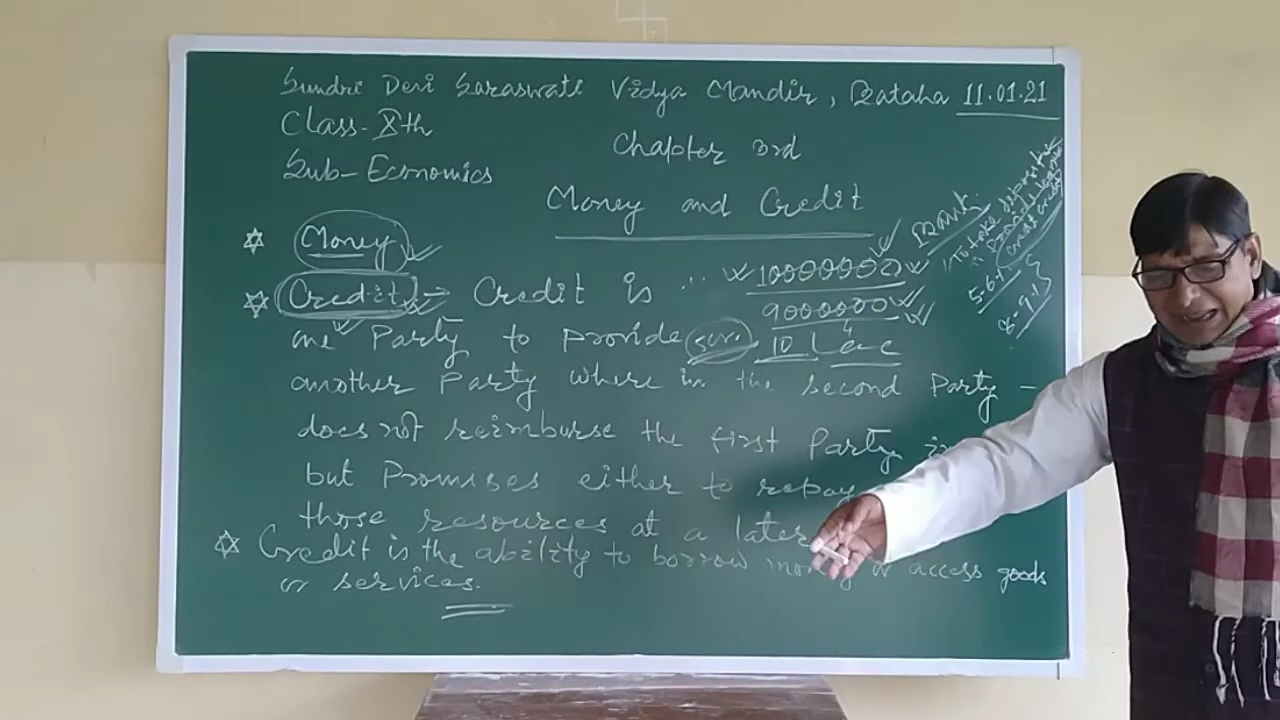 Sundri Devi Saraswati Vidya Mandir, Bataha 11.01.21
Class-Xth
Chapter 3rd
Sub-Economics
Money and Credit
Money
Credit → Credit is
10000000
9000000
one Party to provide
10 Lac
another Party where in the second Party -
does not reimburse the first Party
but Promises either to repay
those resources at a later
Credit is the ability to borrow money or access goods
or services.
Bank